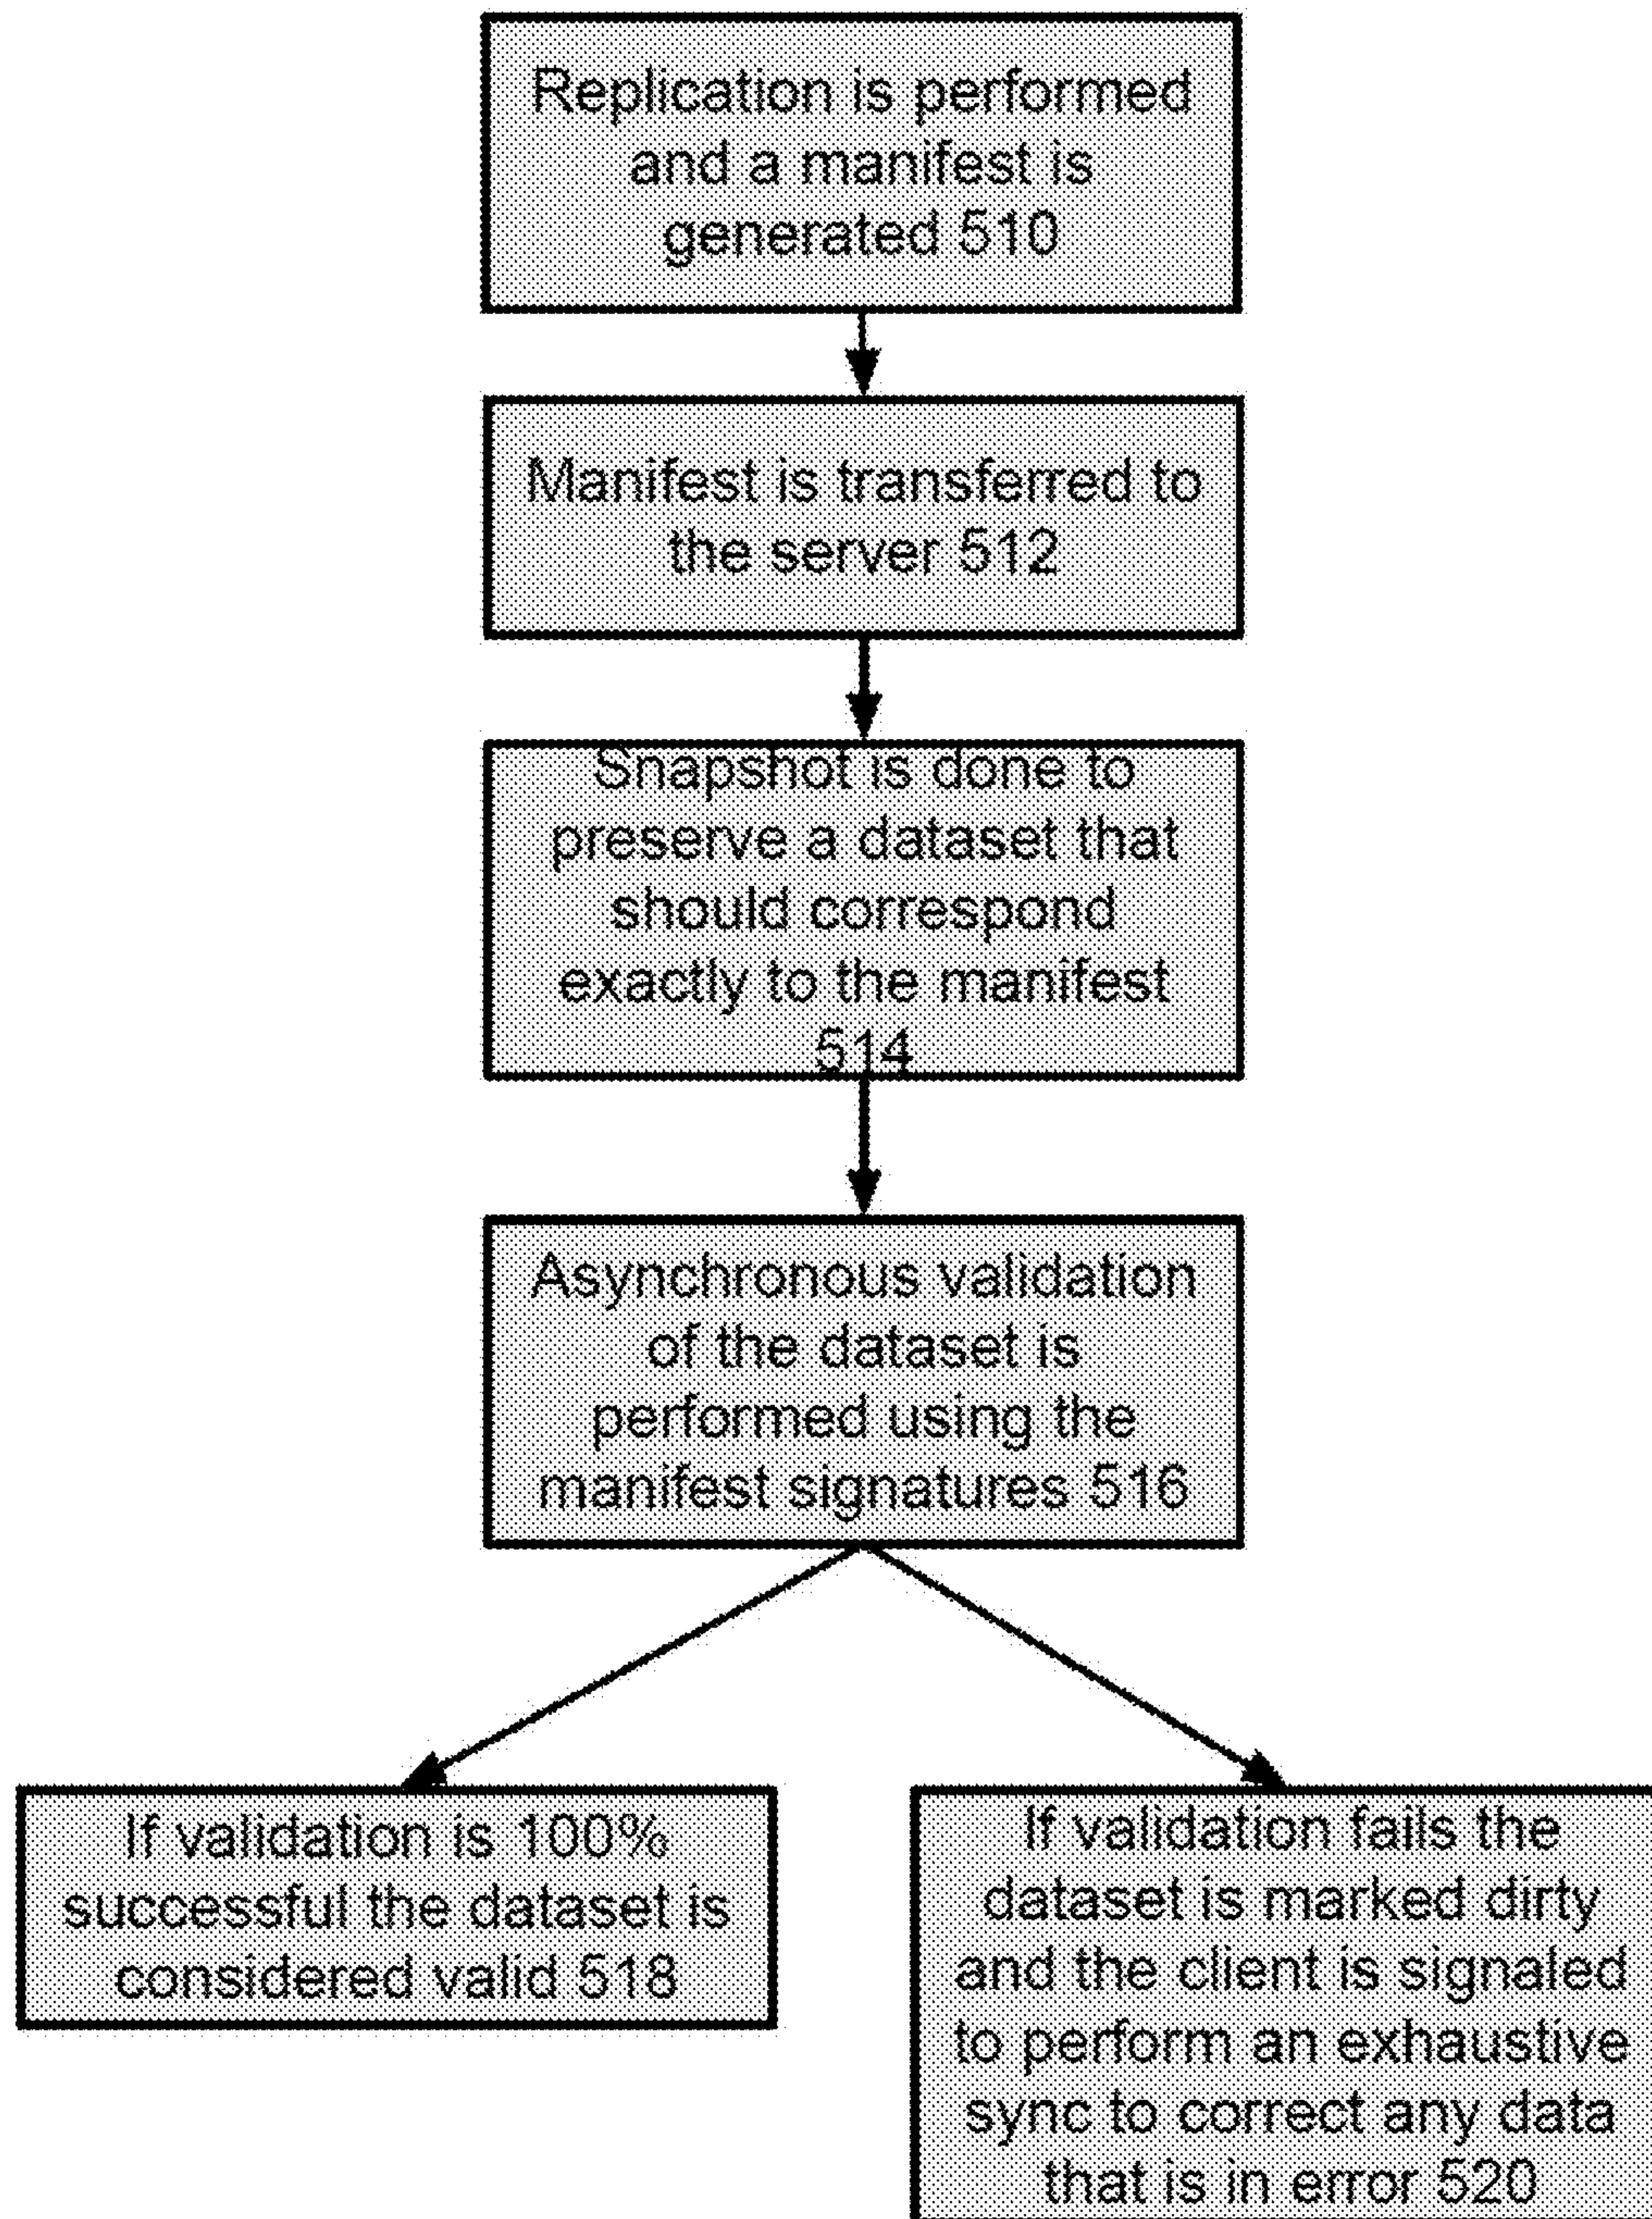 Replication is performed
and a manifest is
generated 510
Manifest is transferred to
the server 512
Snapshot is done to
preserve a dataset that
should correspond
exactly to the manifest
514
Asynchronous validation
of the dataset is
performed using the
manifest signatures 516
If validation is 100%
successful the dataset is
considered valid 518
If validation fails the
dataset is marked dirty
and the client is signaled
to perform an exhaustive
sync to correct any data
that is in error 520